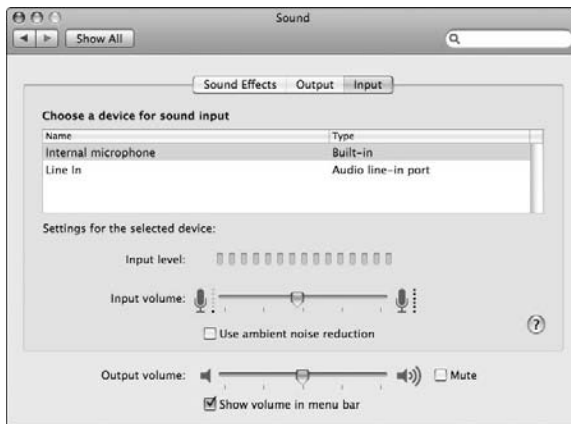 Sound
Show All
Sound Effects Output Input
Choose a device for sound input
Name Type
Internal microphone Built-in
Line In Audio line-in port
Settings for the selected device:
Input level:
Input volume:
Use ambient noise reduction
?
Output volume: Mute
Show volume in menu bar